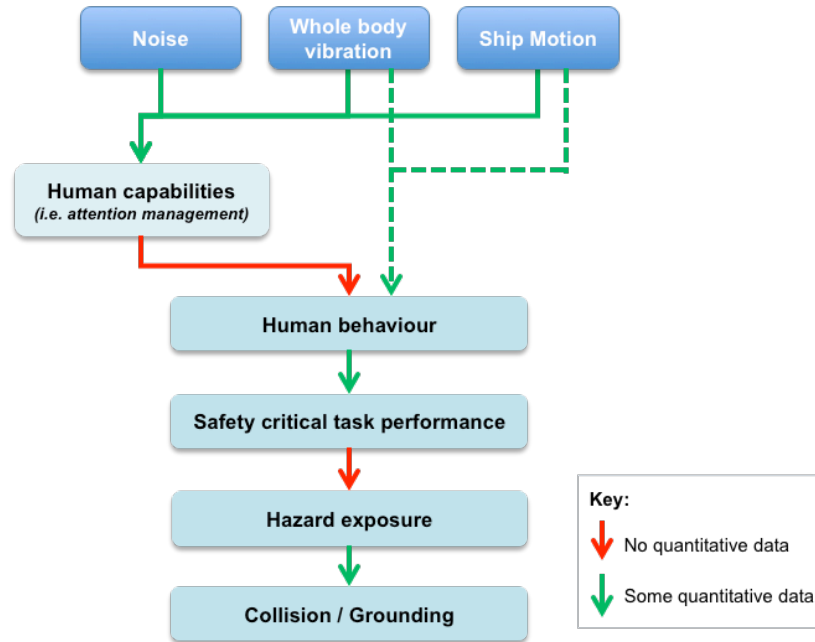 Noise
Whole body
vibration
Ship Motion
Human capabilities
(i.e. attention management)
Human behaviour
Safety critical task performance
Hazard exposure
Collision / Grounding
Key:
No quantitative data
Some quantitative data